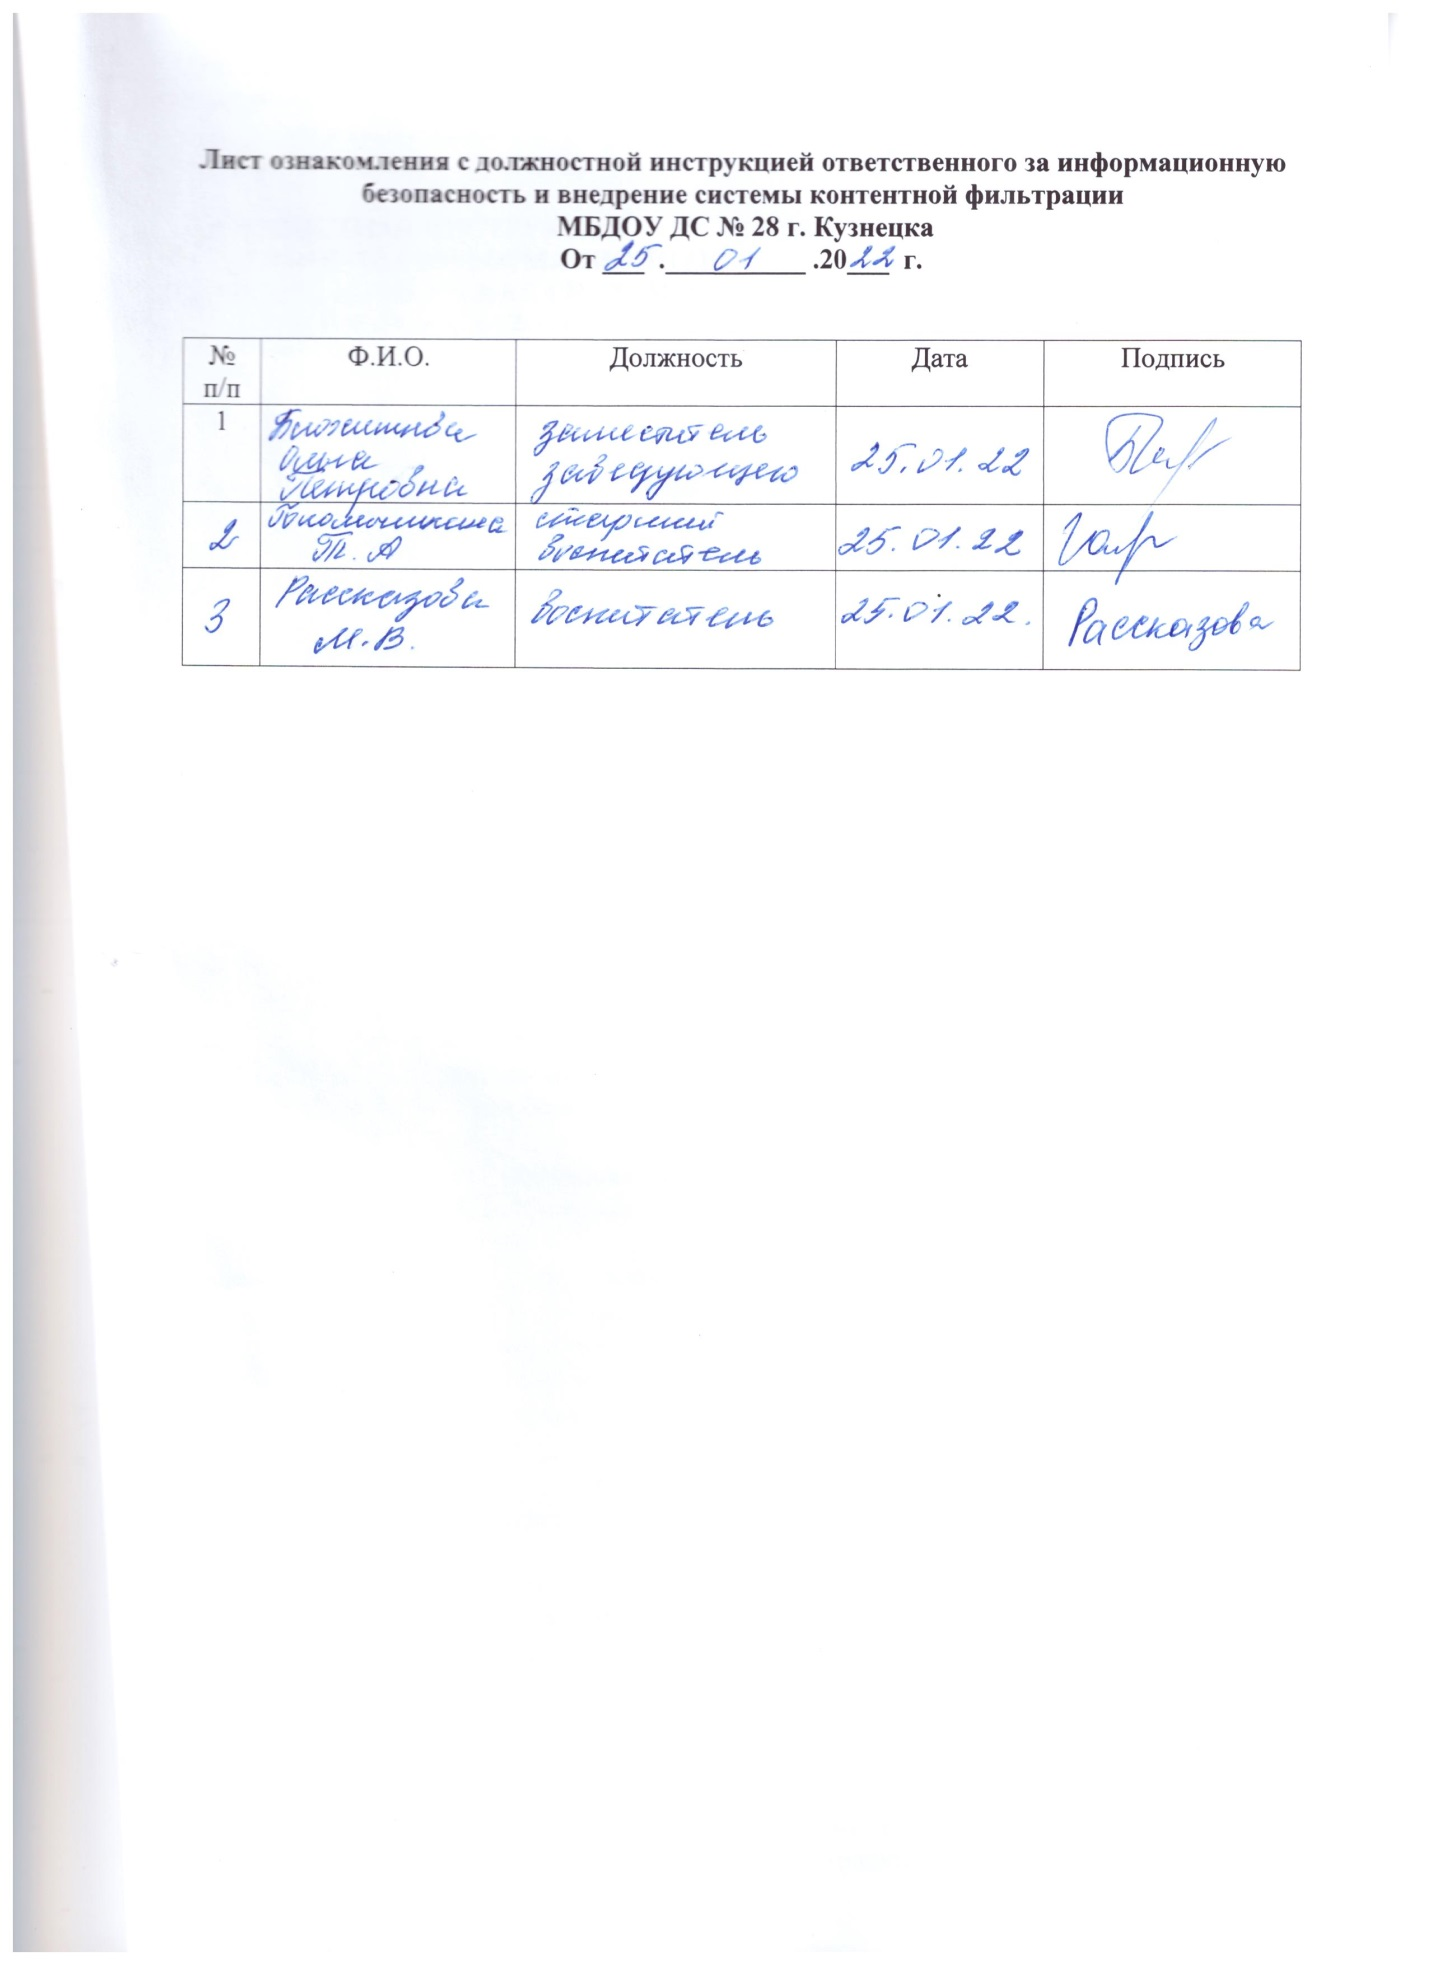 Лист ознакомления с должностной инструкцией ответственного за информационную
безопасность и внедрение системы контентной фильтрации
МБДОУ ДС № 28 г. Кузнецка
От 25 . 01 .2022 г.
№ п/п Ф.И.О. Должность Дата Подпись
1
Ольга
Петровна
заместитель
заведующего
25.01.22
2
Т. А
старший
воспитатель
25.01.22
3
Рассказова
М.В.
воспитатель
25.01.22.
Рассказова